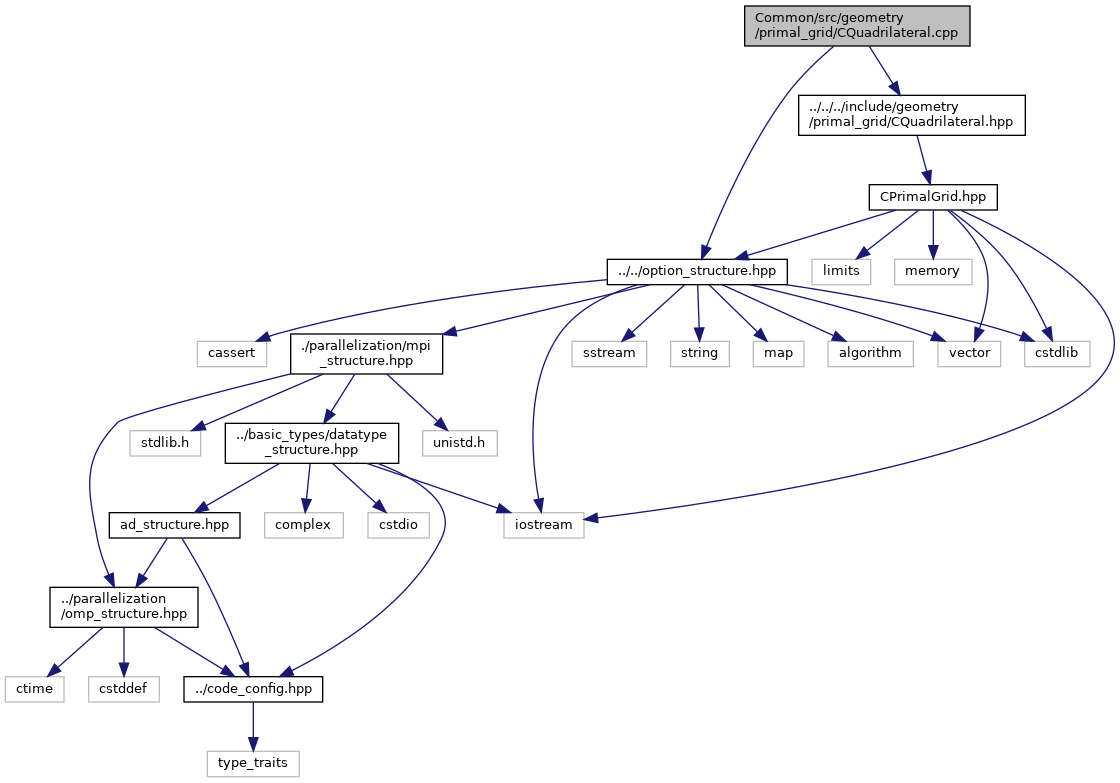 Common/src/geometry
/primal_grid/CQuadrilateral.cpp
../../../include/geometry
/primal_grid/CQuadrilateral.hpp
CPrimalGrid.hpp
../../option_structure.hpp
limits
memory
cassert
./parallelization/mpi
_structure.hpp
sstream
string
map
algorithm
vector
cstdlib
stdlib.h
../basic_types/datatype
_structure.hpp
unistd.h
ad_structure.hpp
complex
cstdio
iostream
../parallelization
/omp_structure.hpp
ctime
cstddef
../code_config.hpp
type_traits